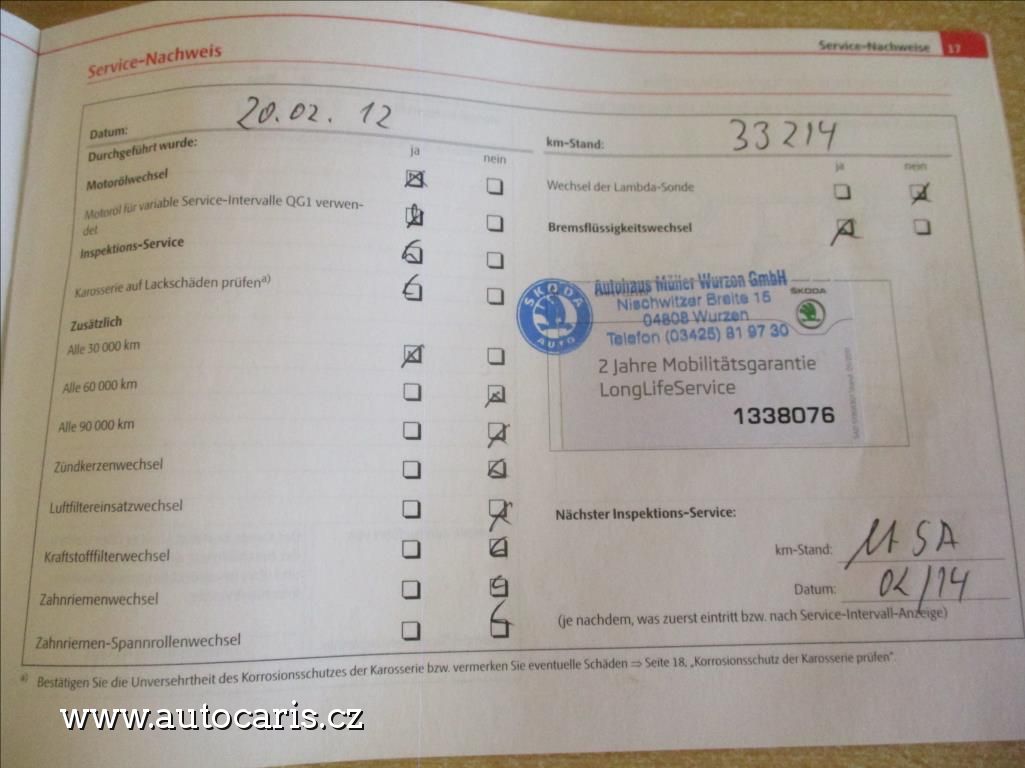 Service-Nachweise 17
Service-Nachweis
Datum: 20.02.12
Durchgeführt wurde:
ja nein
Motorölwechsel
Motoröl für variable Service-Intervalle QG1 verwen-
det
Inspektions-Service
Karosserie auf Lackschäden prüfen a)
Zusätzlich
Alle 30 000 km
Alle 60 000 km
Alle 90 000 km
Zündkerzenwechsel
Luftfiltereinsatzwechsel
Kraftstofffilterwechsel
Zahnriemenwechsel
Zahnriemen-Spannrollenwechsel
km-Stand: 33214
ja nein
Wechsel der Lambda-Sonde
Bremsflüssigkeitswechsel
SKODA
AUTO
Autohaus Müller Wurzen GmbH
Nischwitzer Breite 15
04808 Wurzen
Telefon (03425) 81 97 30
ŠKODA
2 Jahre Mobilitätsgarantie
LongLifeService
1338076
Nächster Inspektions-Service:
km-Stand:
Datum: 02/14
(je nachdem, was zuerst eintritt bzw. nach Service-Intervall-Anzeige)
a) Bestätigen Sie die Unversehrtheit des Korrosionsschutzes der Karosserie bzw. vermerken Sie eventuelle Schäden ⇒ Seite 18, „Korrosionsschutz der Karosserie prüfen“.
www.autocaris.cz